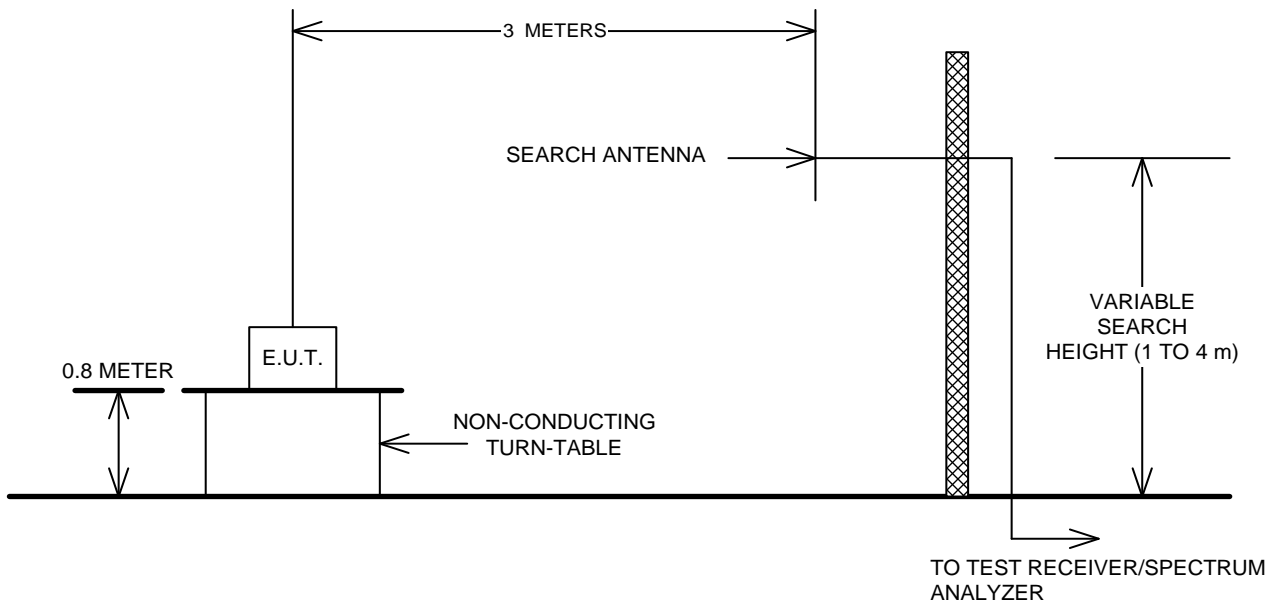 3 METERS
SEARCH ANTENNA
VARIABLE
SEARCH
HEIGHT (1 TO 4 m)
E.U.T.
0.8 METER
NON-CONDUCTING
TURN-TABLE
TO TEST RECEIVER/SPECTRUM
ANALYZER